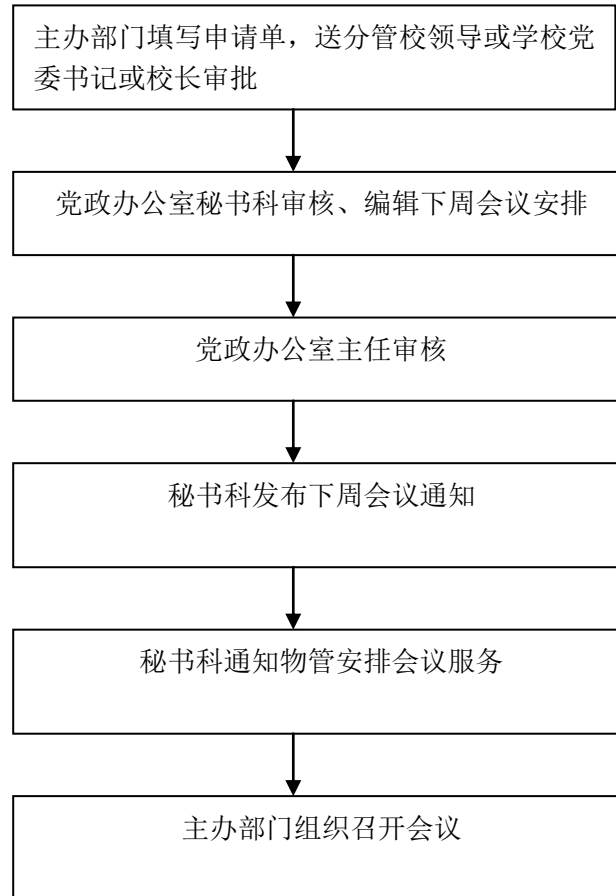 主办部门填写申请单，送分管校领导或学校党
委书记或校长审批
党政办公室秘书科审核、编辑下周会议安排
党政办公室主任审核
秘书科发布下周会议通知
秘书科通知物管安排会议服务
主办部门组织召开会议